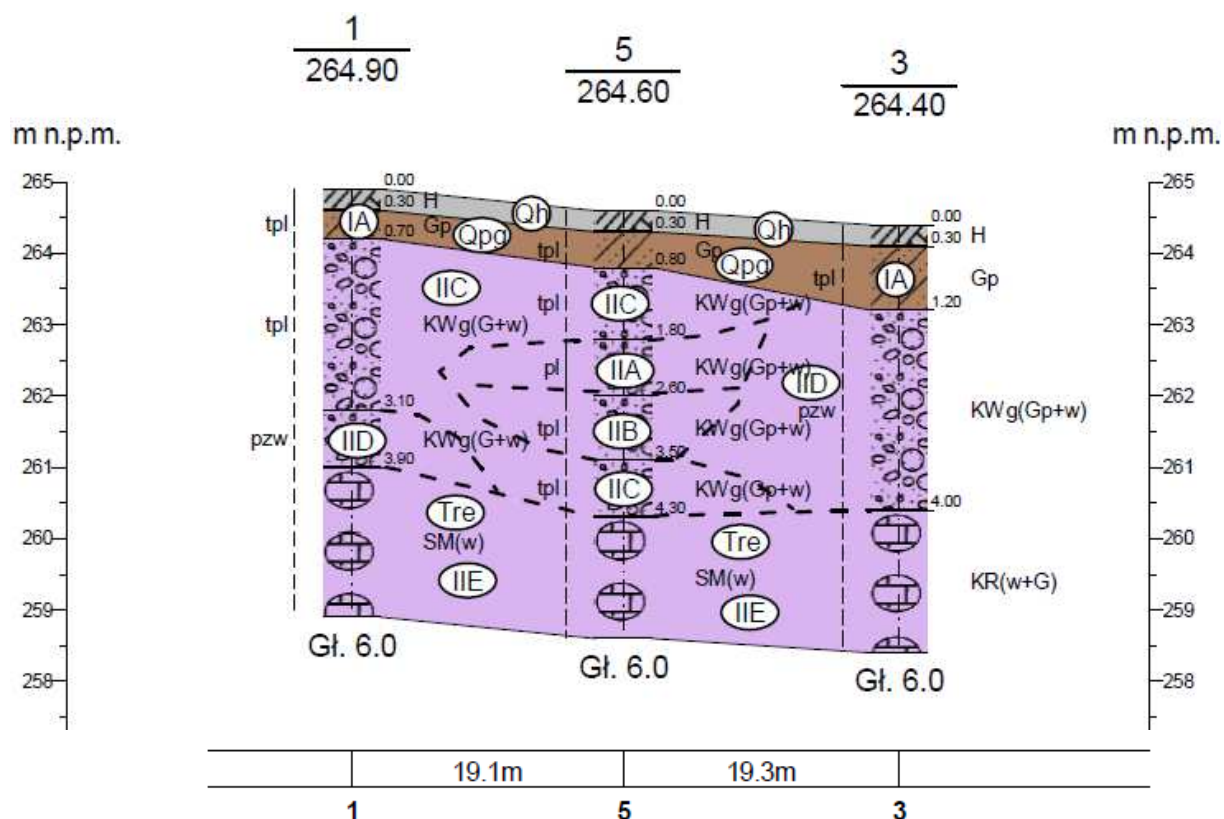 1
264.90
5
264.60
3
264.40
m n.p.m.
m n.p.m.
265
264
263
262
261
260
259
258
265
264
263
262
261
260
259
258
0.00
0.30
H
IA
Gp
0.70
tpl
tpl
pzw
3.10
IID
3.90
Qh
Qpg
IIC
KWg(G+w)
KWg(G+w)
Tre
SM(w)
IIE
Gł. 6.0
0.00
0.30
H
Gp
0.80
tpl
tpl
IIC
KWg(Gp+w)
1.80
pl
IIA
KWg(Gp+w)
2.60
tpl
IIB
KWg(Gp+w)
3.50
tpl
IIC
KWg(Gp+w)
4.30
Qh
Qpg
IID
pzw
Tre
SM(w)
IIE
Gł. 6.0
0.00
0.30
H
tpl
IA
Gp
1.20
KWg(Gp+w)
4.00
KR(w+G)
Gł. 6.0
19.1m
19.3m
1
5
3